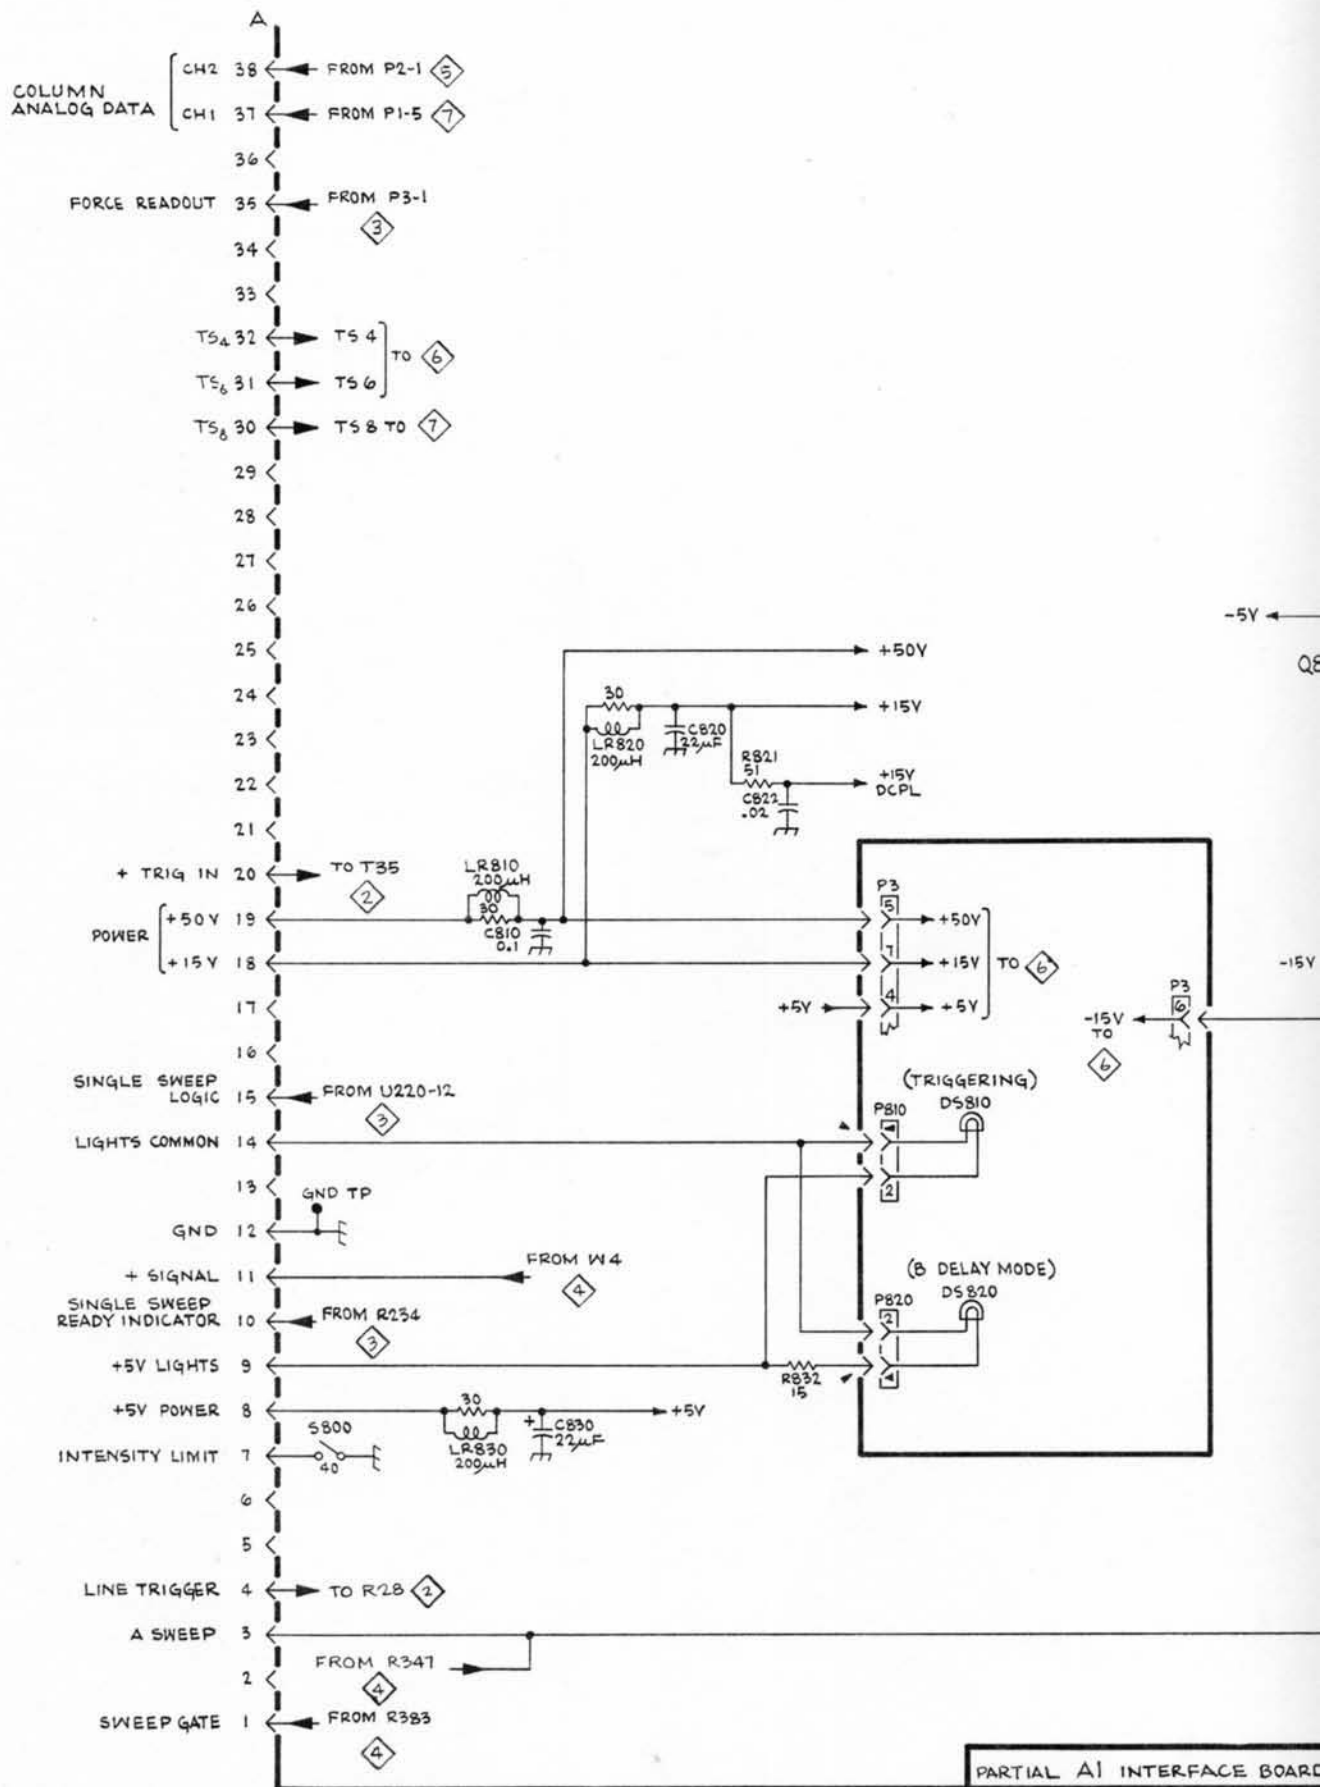 A
COLUMN
ANALOG DATA
CH2 38 FROM P2-1 5
CH1 37 FROM P1-5 7
36
FORCE READOUT 35 FROM P3-1
3
34
33
TS4 32 TS 4
TO 6
TS6 31 TS 6
TS8 30 TS 8 TO 7
29
28
27
26
-5V
25 +50V
24 30 +15V
C820
22µF
23
LR820
200µH
R821
51
22 +15V
DCPL
C822
.02
21
+ TRIG IN 20 TO T35
2
LR810
200µH
30
C810
0.1
POWER
+50V 19
+15V 18
P3
5 +50V
7 +15V
TO 6
+5V 4 +5V
-15V
P3
6
-15V
TO
6
17
16
SINGLE SWEEP
LOGIC 15 FROM U220-12
3
(TRIGGERING)
DS810
P810
LIGHTS COMMON 14
13
2
GND TP
GND 12
+ SIGNAL 11 FROM W4
4
(B DELAY MODE)
DS820
P820
2
SINGLE SWEEP
READY INDICATOR 10 FROM R234
3
+5V LIGHTS 9
R832
15
+5V POWER 8 30 +5V
LR830
200µH
+ C830
22µF
S800
INTENSITY LIMIT 7
40
6
5
LINE TRIGGER 4 TO R28 2
A SWEEP 3
FROM R347
4
2
SWEEP GATE 1 FROM R383
4
PARTIAL A1 INTERFACE BOARD